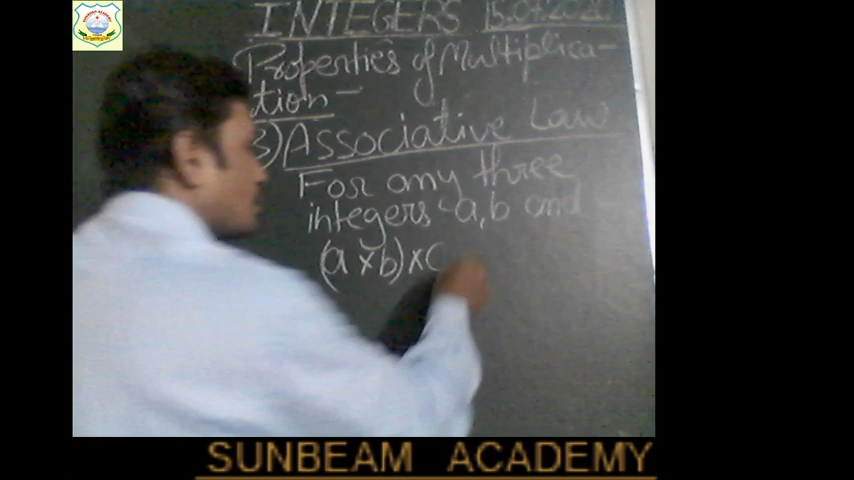 INTEGERS 15.07.2020
Properties of Multiplica-
tion-
3) Associative Law
For any three
integers a, b and
(a × b) × c
SUNBEAM ACADEMY